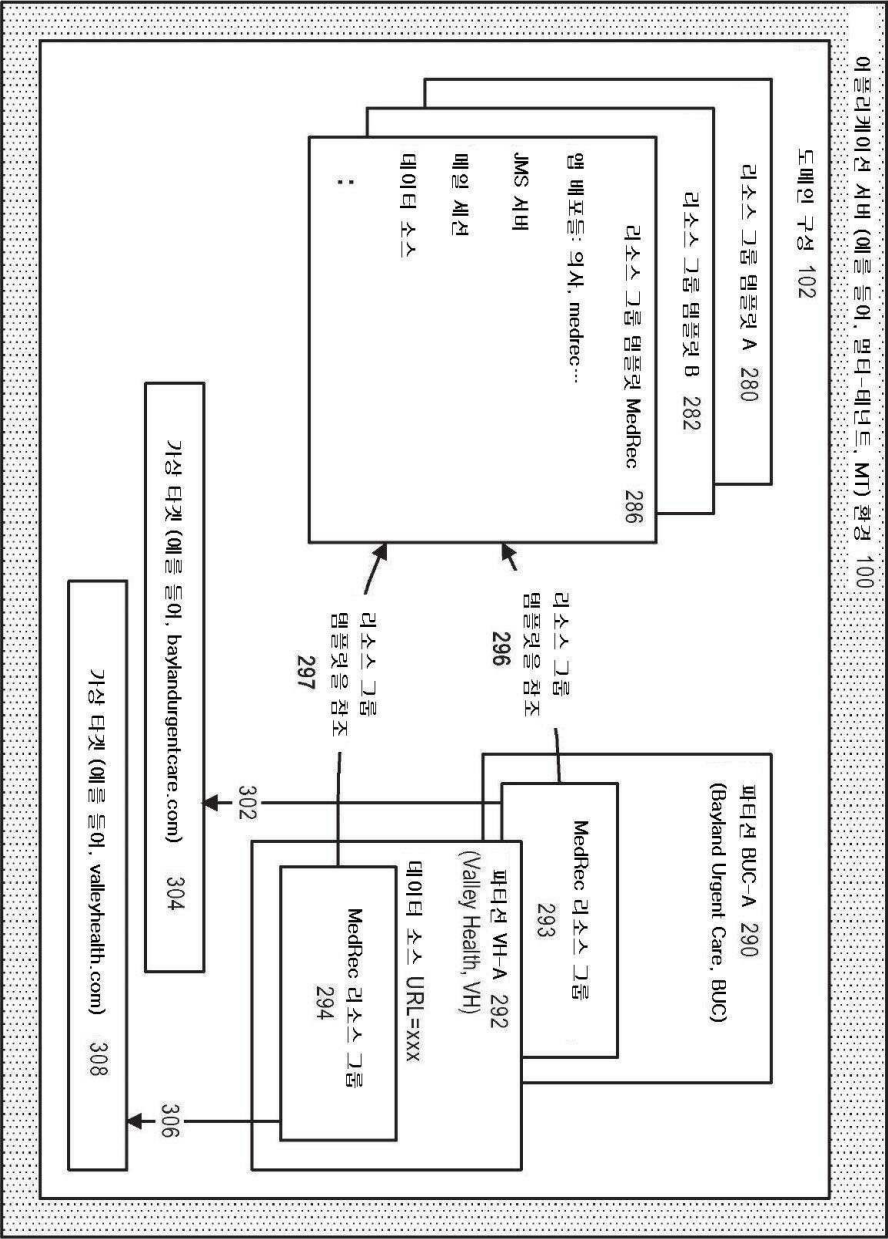 어플리케이션 서버 (예를 들어, 멀티-테넌트, MT) 환경 100
도메인 구성 102
리소스 그룹 템플릿 A 280
리소스 그룹 템플릿 B 282
리소스 그룹 템플릿 MedRec 286
앱 배포들: 의사, medrec…
JMS 서버
메일 세션
데이터 소스
:
리소스 그룹
템플릿을 참조
296
리소스 그룹
템플릿을 참조
297
파티션 BUC-A 290
(Bayland Urgent Care, BUC)
MedRec 리소스 그룹
293
파티션 VH-A 292
(Valley Health, VH)
데이터 소스 URL=xxx
MedRec 리소스 그룹
294
302
가상 타겟 (예를 들어, baylandurgentcare.com) 304
306
가상 타겟 (예를 들어, valleyhealth.com) 308